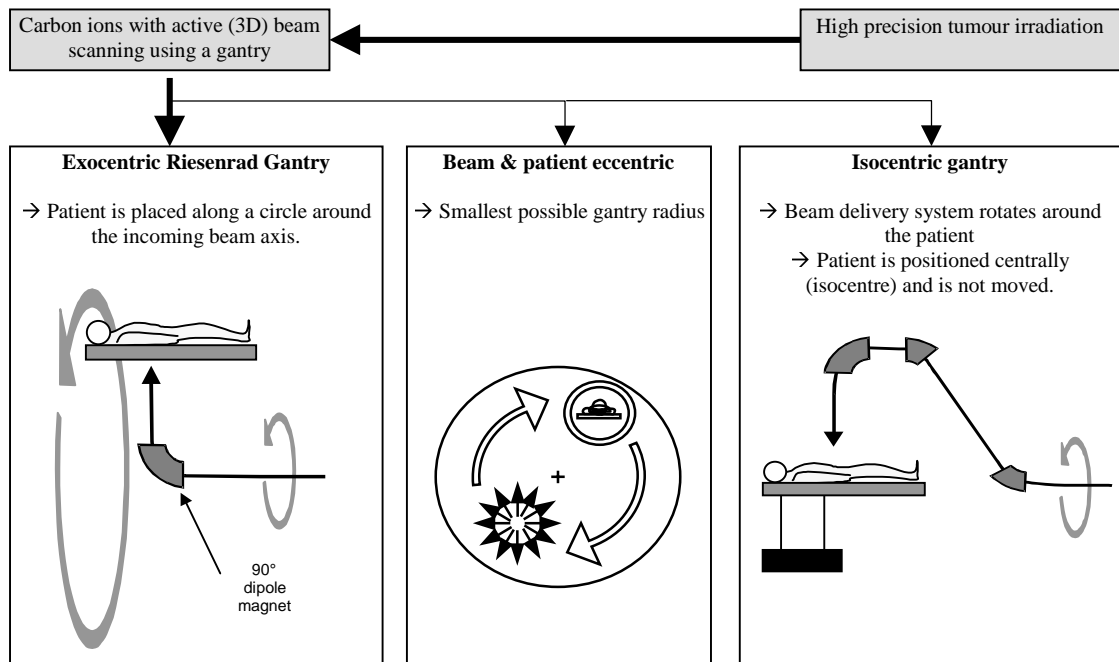 Carbon ions with active (3D) beam
scanning using a gantry
High precision tumour irradiation
Exocentric Riesenrad Gantry
→ Patient is placed along a circle around
the incoming beam axis.
90°
dipole
magnet
Beam & patient eccentric
→ Smallest possible gantry radius
+
Isocentric gantry
→ Beam delivery system rotates around
the patient
→ Patient is positioned centrally
(isocentre) and is not moved.